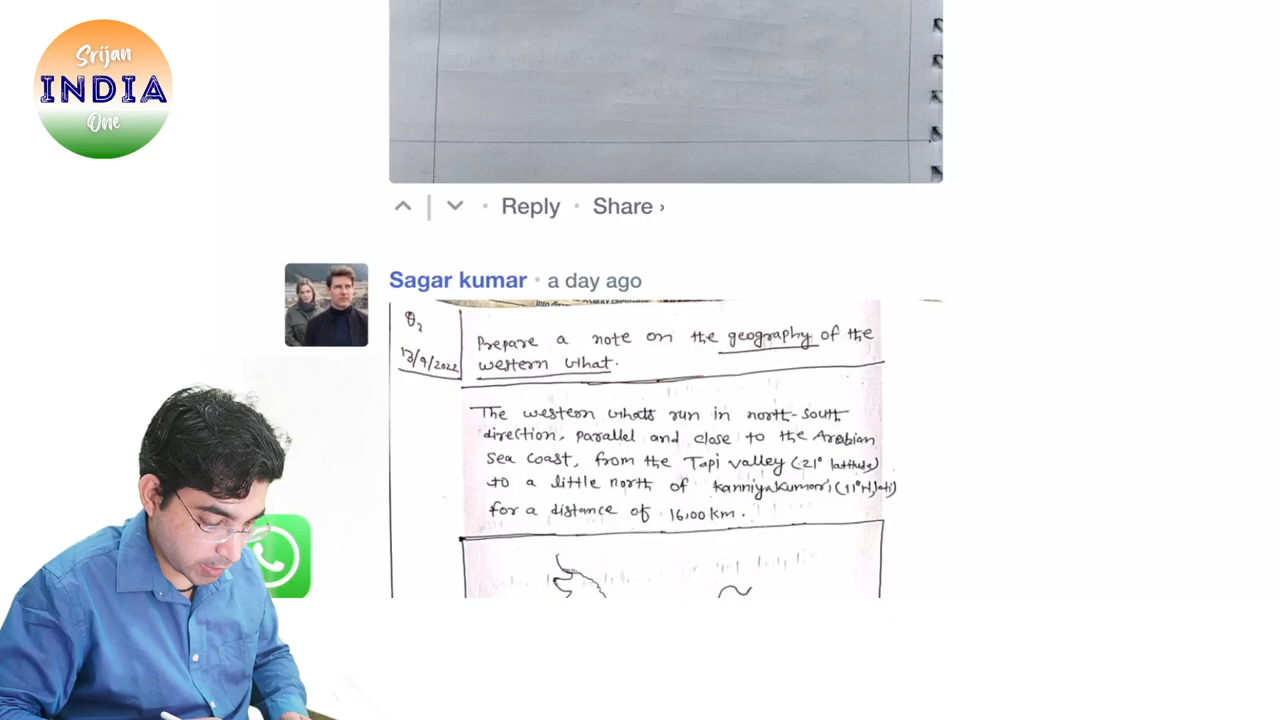 Srijan
INDIA
One
Reply
Share ›
Sagar kumar · a day ago
Q2
13/9/2022
Prepare a note on the geography of the
western Ghat.
The western Ghats run in north-south
direction, parallel and close to the Arabian
Sea coast, from the Tapi valley (21° latitude)
to a little north of Kanniyakumari (11°N,lati)
for a distance of 16,00 km.